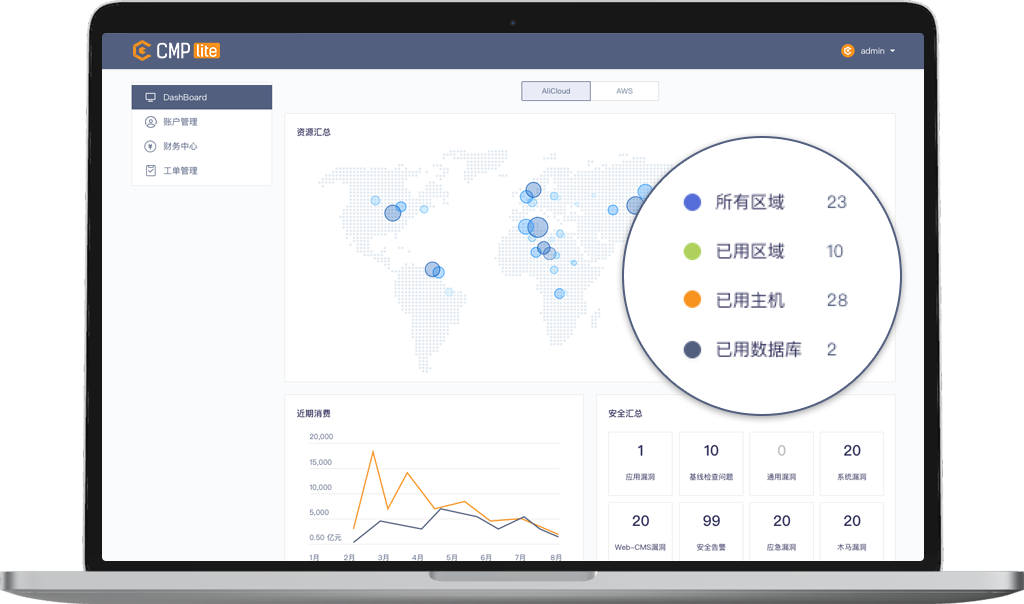 CMP lite
admin
DashBoard
账户管理
财务中心
工单管理
AliCloud AWS
资源汇总
所有区域 23
已用区域 10
已用主机 28
已用数据库 2
近期消费
20,000
15,000
10,000
5,000
0.50 亿元
1月 2月 3月 4月 5月 6月 7月 8月
安全汇总
1 10 0 20
应用漏洞 基线检查问题 通用漏洞 系统漏洞
20 99 20 20
Web-CMS漏洞 安全告警 应急漏洞 木马漏洞